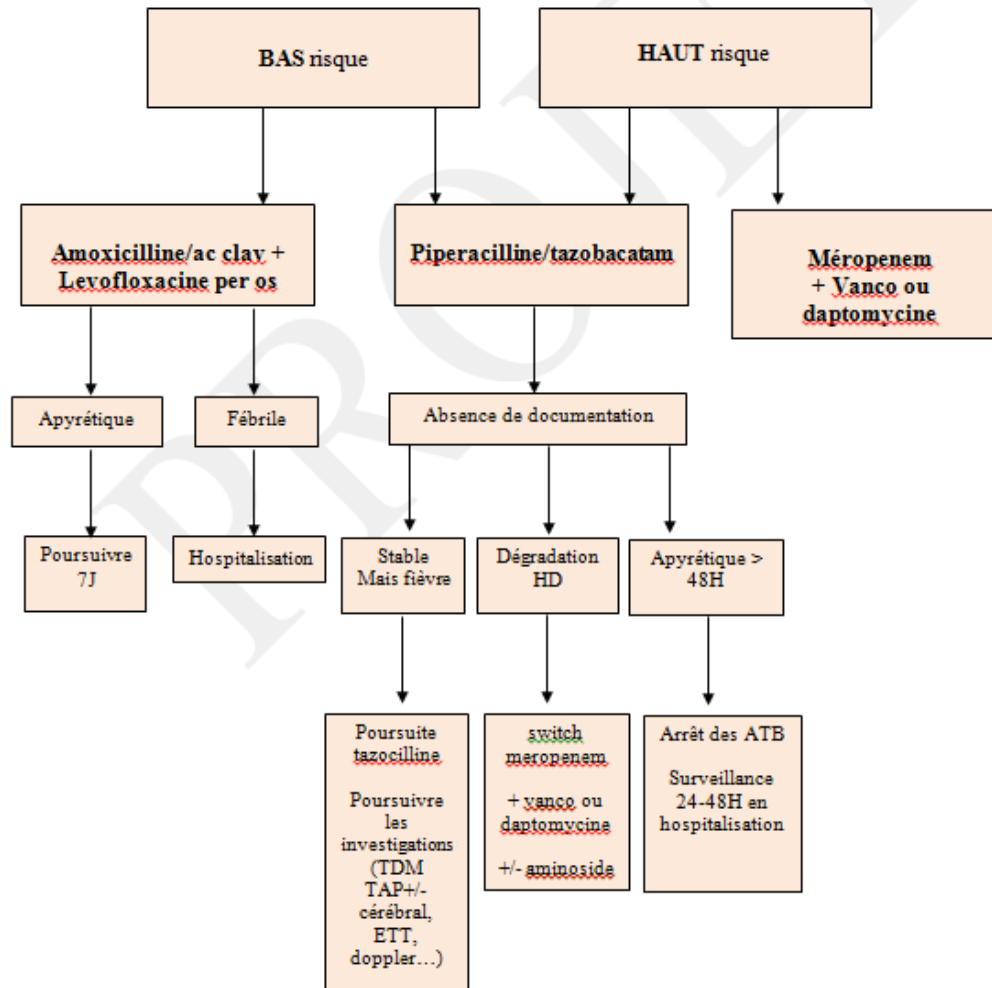 BAS risque
HAUT risque
Amoxicilline/ac clav +
Levofloxacine per os
Piperacilline/tazobacatam
Méropenem
+ Vanco ou
daptomycine
Apyrétique
Fébrile
Absence de documentation
Poursuivre
7J
Hospitalisation
Stable
Mais fièvre
Dégradation
HD
Apyrétique >
48H
Poursuite
tazocilline
Poursuivre
les
investigations
(TDM
TAP+/-
cérébral,
ETT,
doppler…)
switch
meropenem
+ vanco ou
daptomycine
+/- aminoside
Arrêt des ATB
Surveillance
24-48H en
hospitalisation